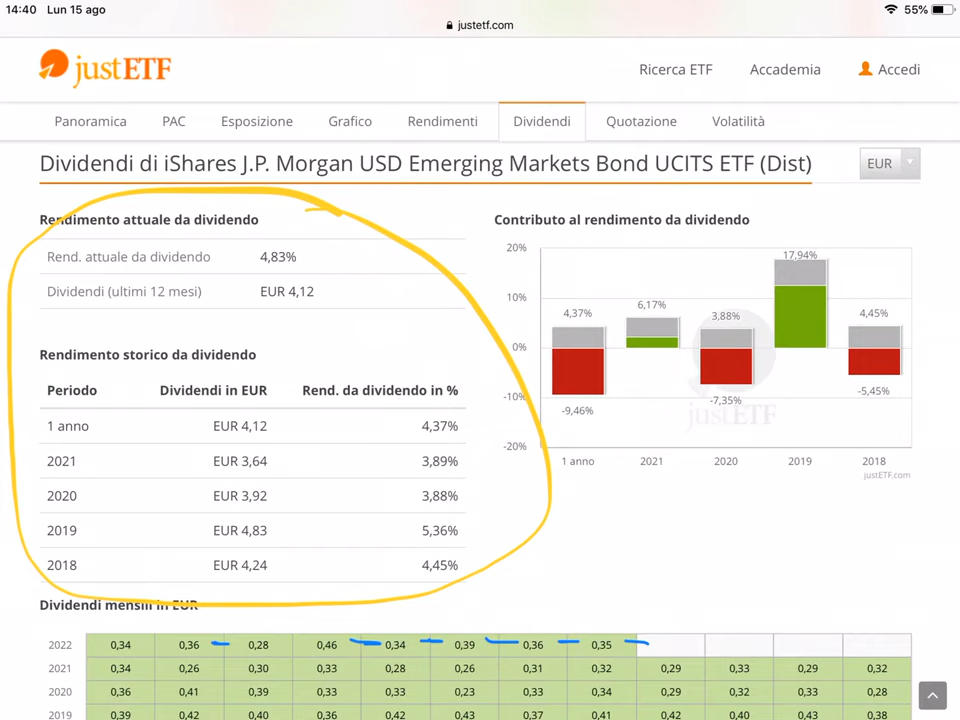 14:40 Lun 15 ago 55%
justetf.com
justETF
Ricerca ETF Accademia Accedi
Panoramica PAC Esposizione Grafico Rendimenti Dividendi Quotazione Volatilità
Dividendi di iShares J.P. Morgan USD Emerging Markets Bond UCITS ETF (Dist) EUR
Rendimento attuale da dividendo
Rend. attuale da dividendo 4,83%
Dividendi (ultimi 12 mesi) EUR 4,12
Rendimento storico da dividendo
Periodo Dividendi in EUR Rend. da dividendo in %
1 anno EUR 4,12 4,37%
2021 EUR 3,64 3,89%
2020 EUR 3,92 3,88%
2019 EUR 4,83 5,36%
2018 EUR 4,24 4,45%
Contributo al rendimento da dividendo
20%
10%
0%
-10%
-20%
4,37% 6,17% 3,88% 17,94% 4,45%
-9,46% -7,35% -5,45%
justETF
1 anno 2021 2020 2019 2018
justETF.com
Dividendi mensili in EUR
2022 0,34 0,36 0,28 0,46 0,34 0,39 0,36 0,35
2021 0,34 0,26 0,30 0,33 0,28 0,26 0,31 0,32 0,29 0,33 0,29 0,32
2020 0,36 0,41 0,39 0,33 0,33 0,23 0,33 0,34 0,29 0,32 0,33 0,28
2019 0,39 0,42 0,40 0,36 0,42 0,43 0,37 0,41 0,42 0,40 0,43 0,38